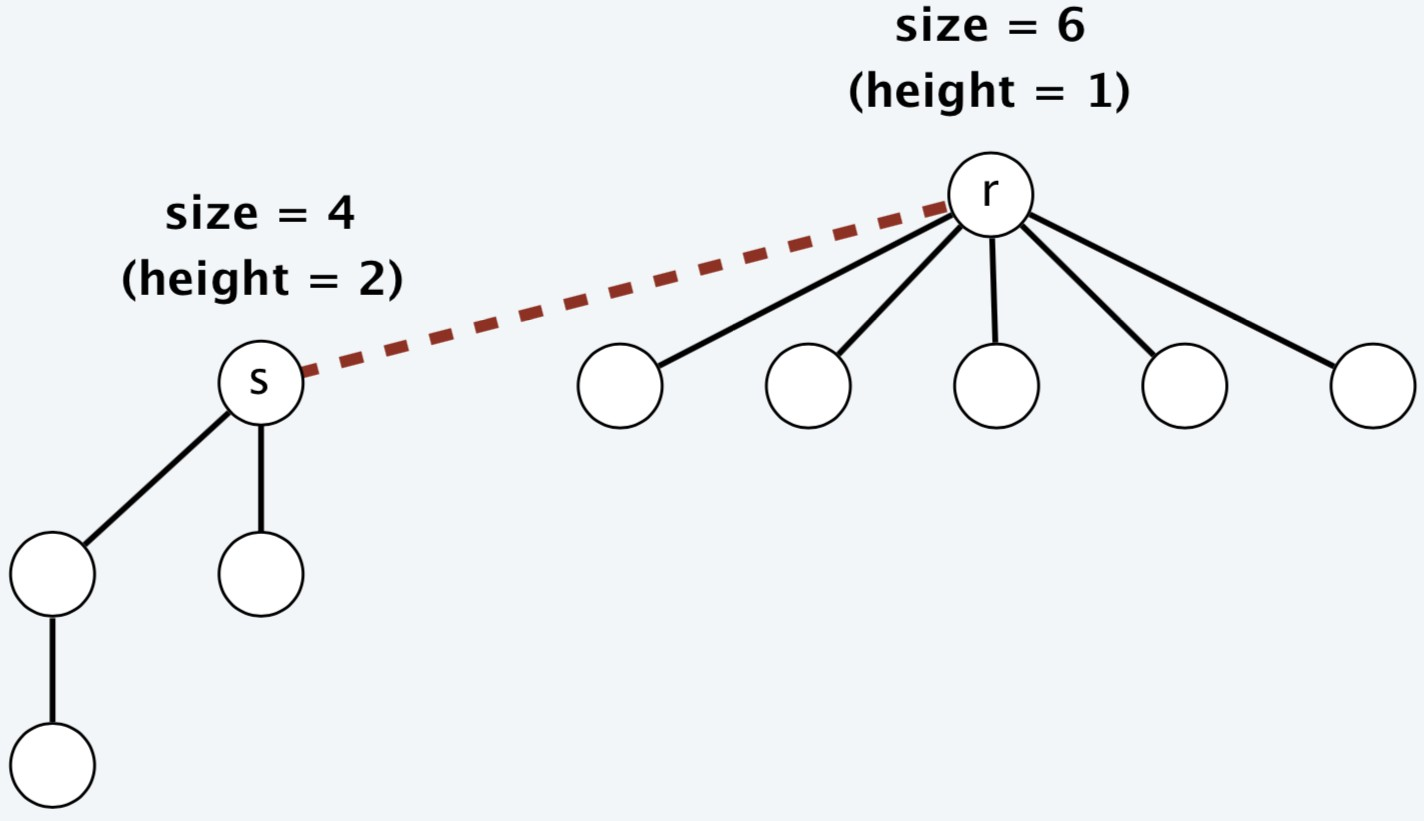 size = 6
(height = 1)
r
size = 4
(height = 2)
s